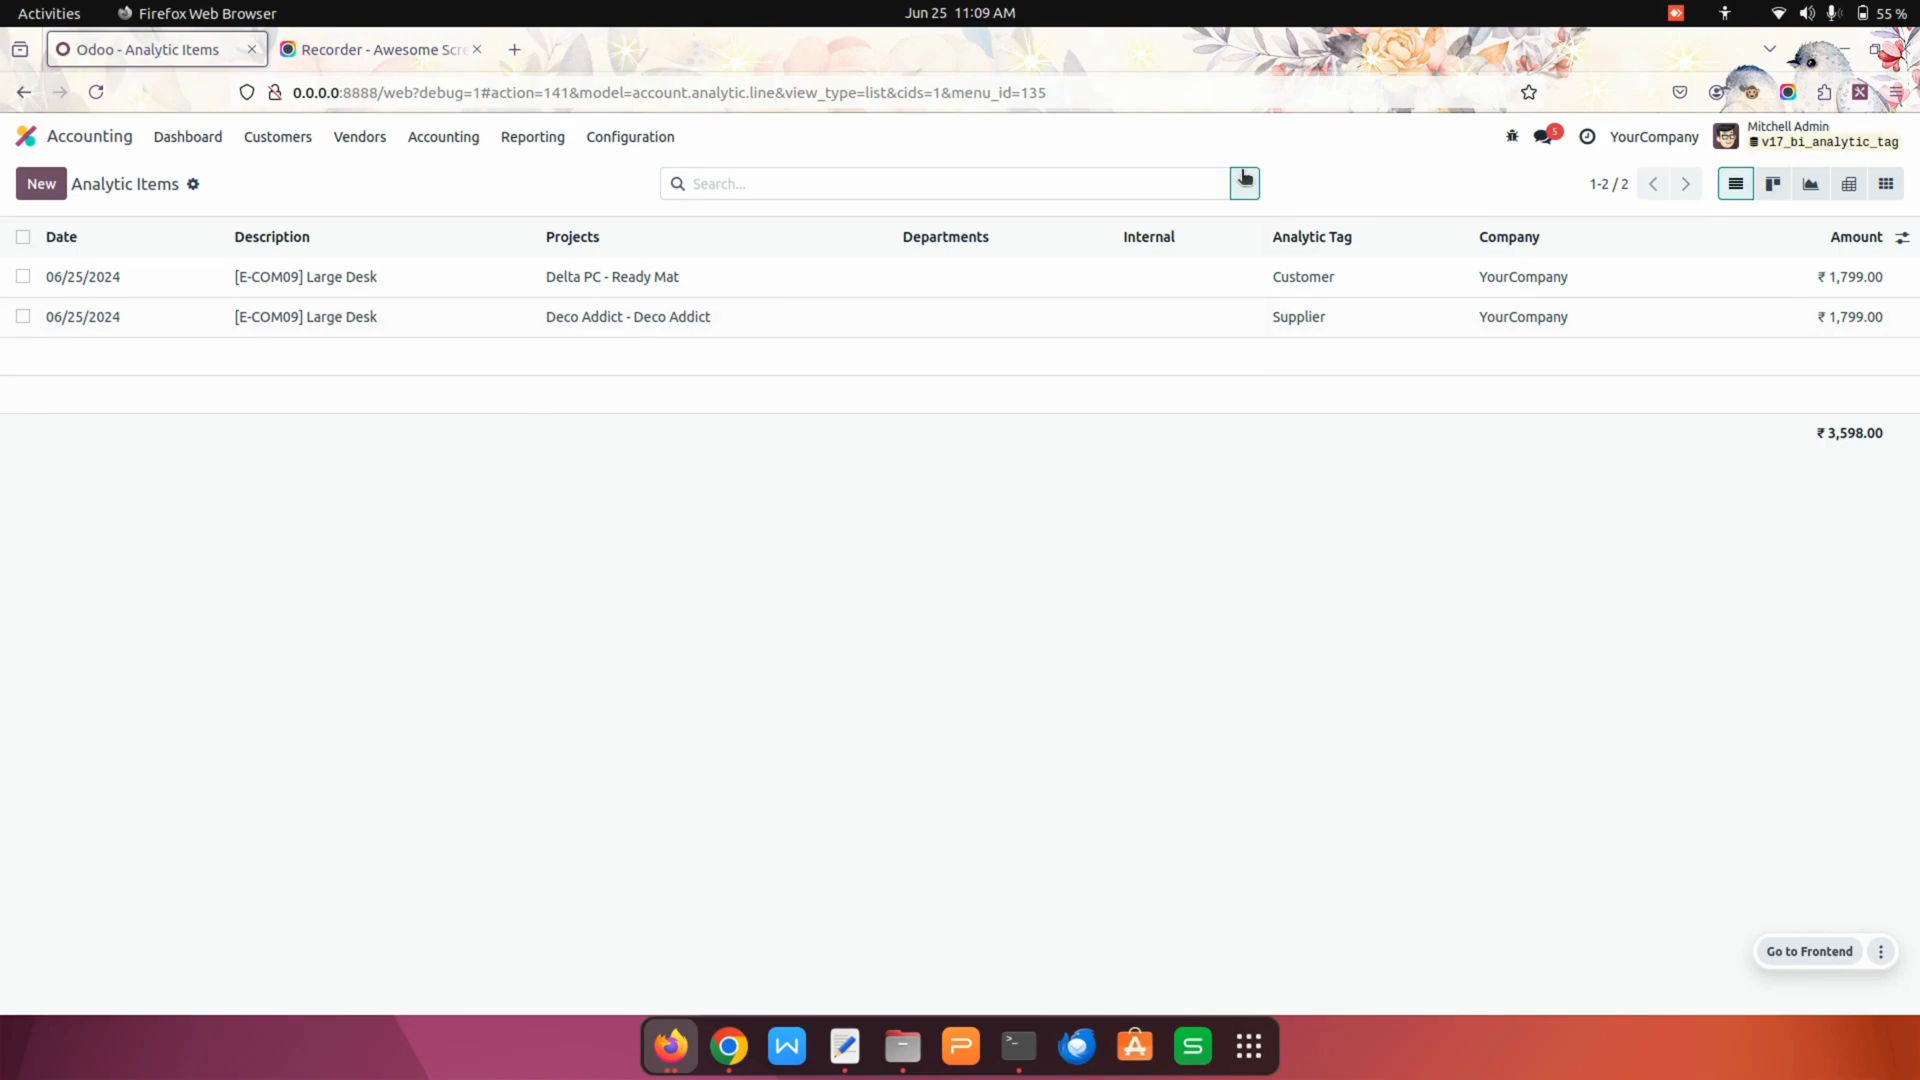 Activities Firefox Web Browser Jun 25 11:09 AM 55 %
Odoo - Analytic Items Recorder - Awesome Scr
0.0.0.0:8888/web?debug=1#action=141&model=account.analytic.line&view_type=list&cids=1&menu_id=135
Accounting Dashboard Customers Vendors Accounting Reporting Configuration 5 YourCompany Mitchell Admin
v17_bi_analytic_tag
New Analytic Items Search... 1-2 / 2
Date Description Projects Departments Internal Analytic Tag Company Amount
06/25/2024 [E-COM09] Large Desk Delta PC - Ready Mat Customer YourCompany ₹ 1,799.00
06/25/2024 [E-COM09] Large Desk Deco Addict - Deco Addict Supplier YourCompany ₹ 1,799.00
₹ 3,598.00
Go to Frontend